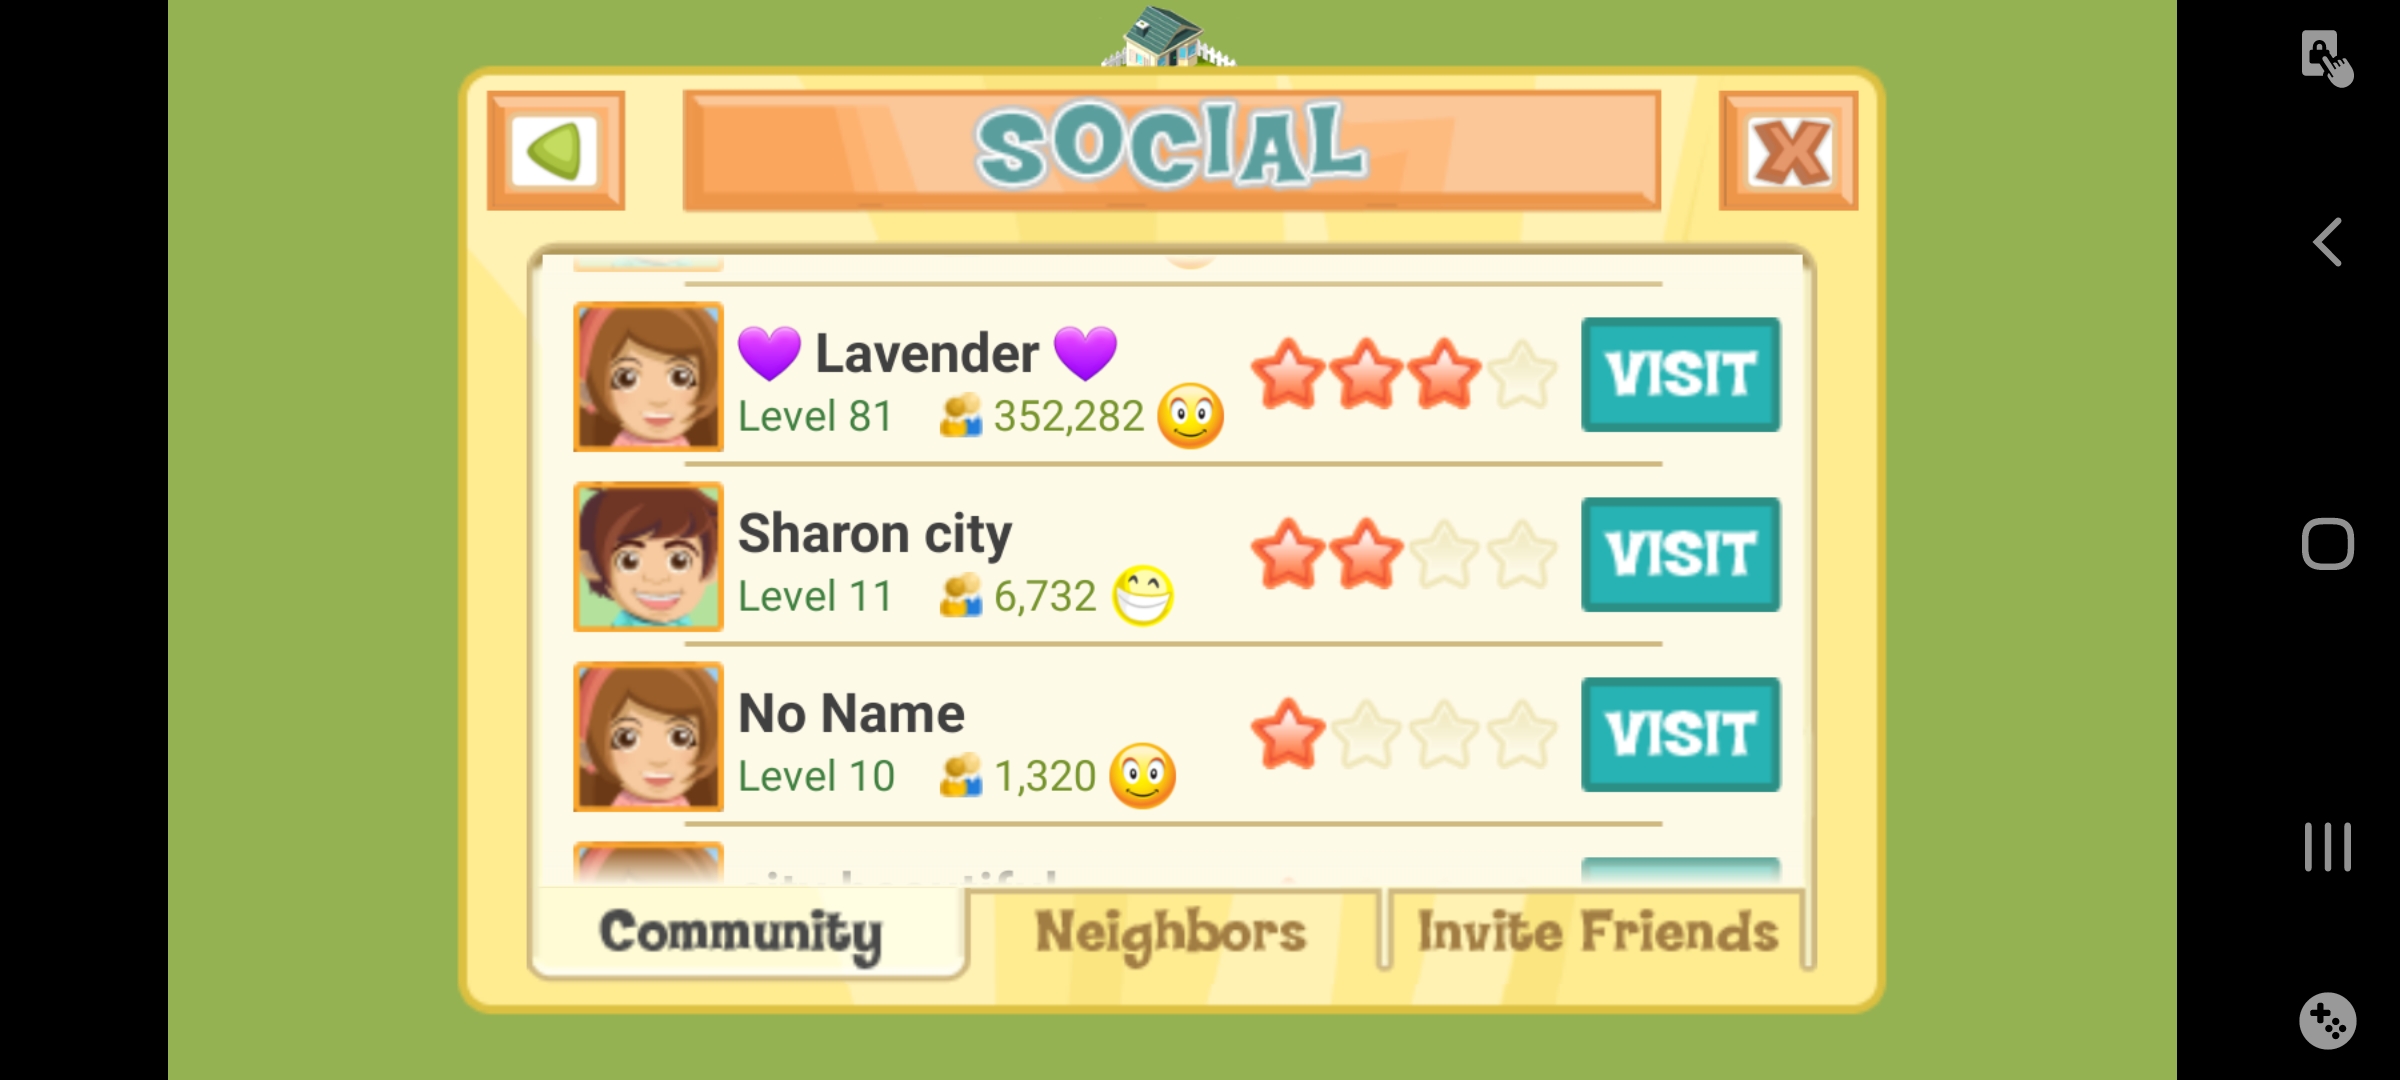 SOCIAL
💜 Lavender 💜
Level 81 352,282
VISIT
Sharon city
Level 11 6,732
VISIT
No Name
Level 10 1,320
VISIT
Community Neighbors Invite Friends